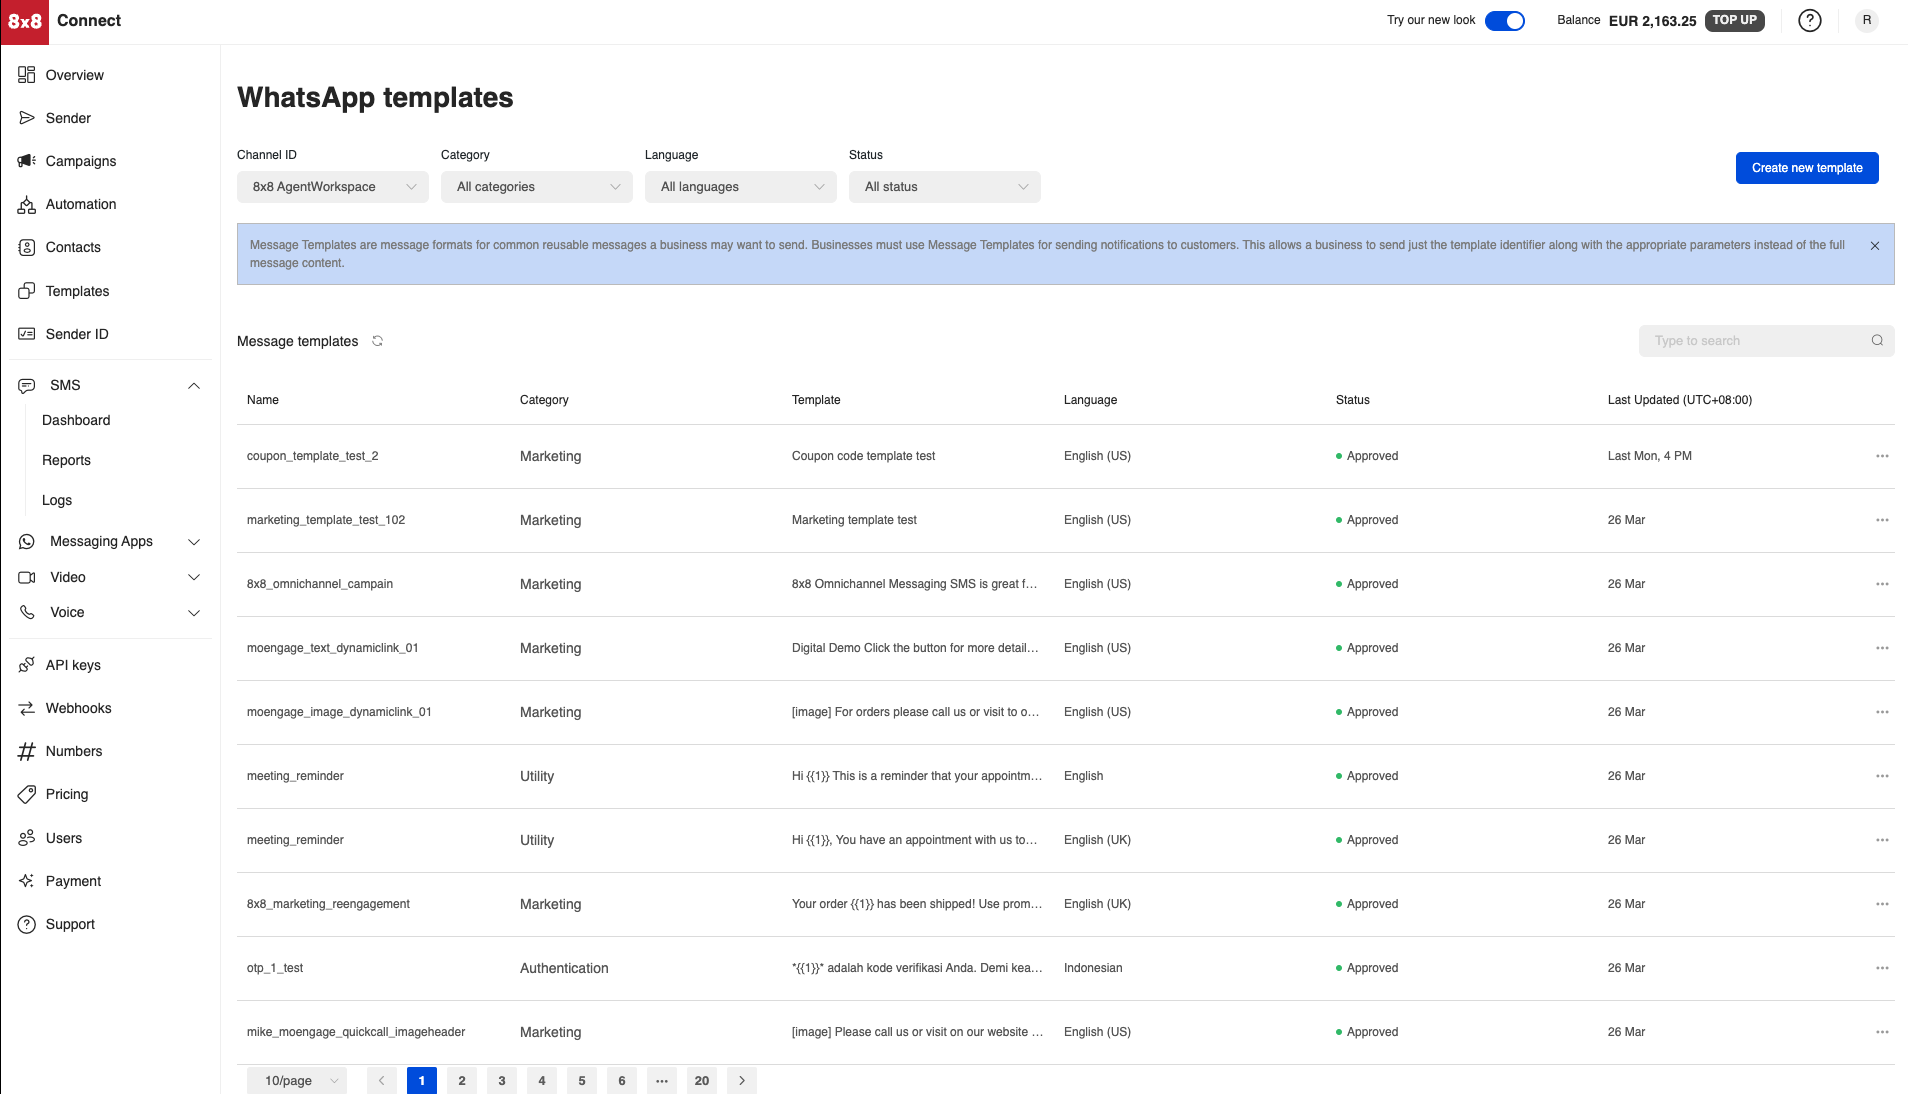 8x8 Connect
Try our new look
Balance EUR 2,163.25 TOP UP
R
Overview
Sender
Campaigns
Automation
Contacts
Templates
Sender ID
SMS
Dashboard
Reports
Logs
Messaging Apps
Video
Voice
API keys
Webhooks
Numbers
Pricing
Users
Payment
Support
WhatsApp templates
Channel ID Category Language Status
8x8 AgentWorkspace All categories All languages All status
Create new template
Message Templates are message formats for common reusable messages a business may want to send. Businesses must use Message Templates for sending notifications to customers. This allows a business to send just the template identifier along with the appropriate parameters instead of the full
message content.
Message templates
Type to search
Name Category Template Language Status Last Updated (UTC+08:00)
coupon_template_test_2 Marketing Coupon code template test English (US) Approved Last Mon, 4 PM
marketing_template_test_102 Marketing Marketing template test English (US) Approved 26 Mar
8x8_omnichannel_campain Marketing 8x8 Omnichannel Messaging SMS is great f... English (US) Approved 26 Mar
moengage_text_dynamiclink_01 Marketing Digital Demo Click the button for more detail... English (US) Approved 26 Mar
moengage_image_dynamiclink_01 Marketing [image] For orders please call us or visit to o... English (US) Approved 26 Mar
meeting_reminder Utility Hi {{1}} This is a reminder that your appointm... English Approved 26 Mar
meeting_reminder Utility Hi {{1}}, You have an appointment with us to... English (UK) Approved 26 Mar
8x8_marketing_reengagement Marketing Your order {{1}} has been shipped! Use prom... English (UK) Approved 26 Mar
otp_1_test Authentication *{{1}}* adalah kode verifikasi Anda. Demi kea... Indonesian Approved 26 Mar
mike_moengage_quickcall_imageheader Marketing [image] Please call us or visit on our website ... English (US) Approved 26 Mar
10/page 1 2 3 4 5 6 ••• 20